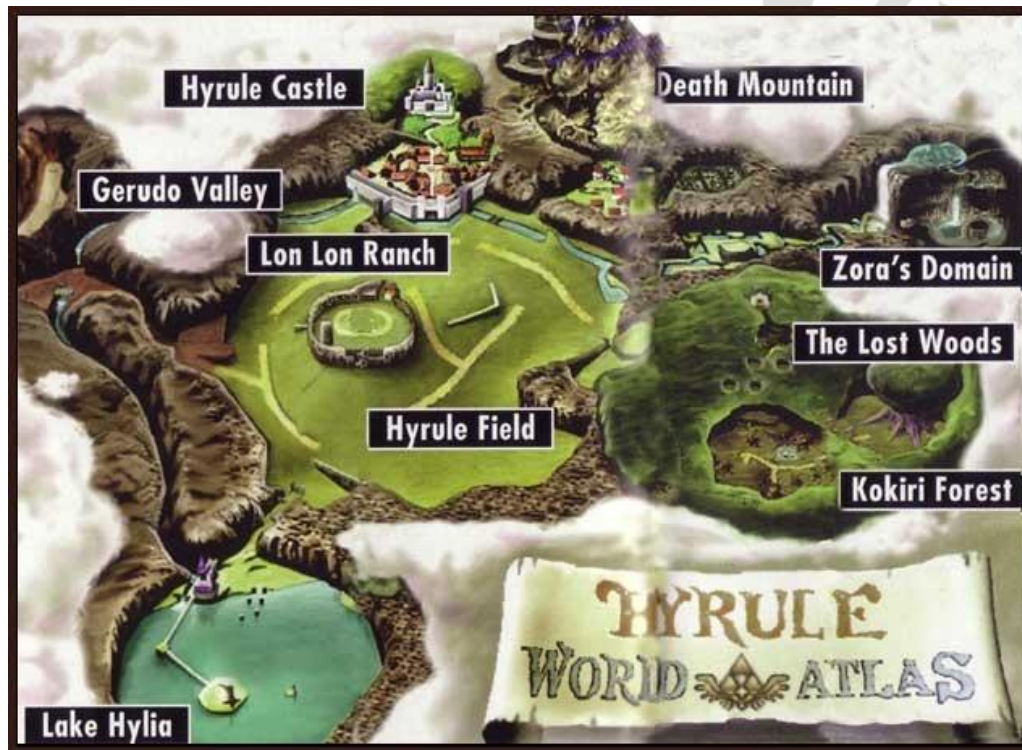 Hyrule Castle
Death Mountain
Gerudo Valley
Lon Lon Ranch
Zora's Domain
The Lost Woods
Hyrule Field
Kokiri Forest
HYRULE
WORLD ATLAS
Lake Hylia